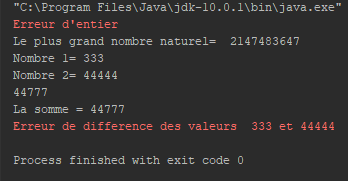 "C:\Program Files\Java\jdk-10.0.1\bin\java.exe"
Erreur d'entier
Le plus grand nombre naturel=  2147483647
Nombre 1= 333
Nombre 2= 44444
44777
La somme = 44777
Erreur de difference des valeurs  333 et 44444
Process finished with exit code 0